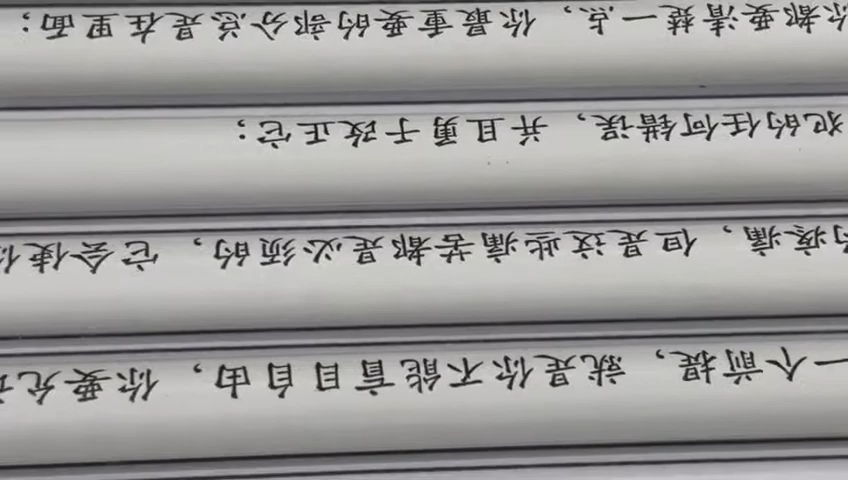 一个前提，就是你不能盲目自由，你要允
的疼痛，但是这些痛苦都是必须的，它会使你
犯的任何错误，并且勇于改正它；
你都要清楚一点，你最重要的部分总是在里面；